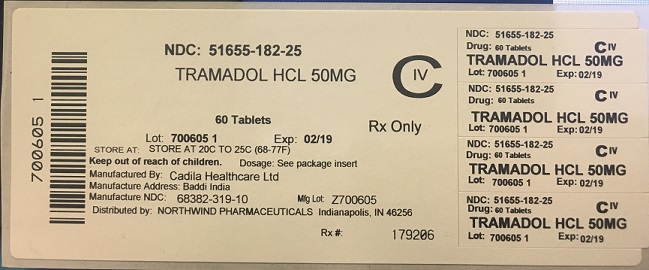 700605 1
NDC: 51655-182-25
TRAMADOL HCL 50MG
CIV
60 Tablets
Rx Only
Lot: 700605 1 Exp: 02/19
STORE AT: STORE AT 20C TO 25C (68-77F)
Keep out of reach of children. Dosage: See package insert
Manufactured By: Cadila Healthcare Ltd
Manufacture Address: Baddi India
Manufacture NDC: 68382-319-10 Mfg Lot: Z700605
Distributed by: NORTHWIND PHARMACEUTICALS Indianapolis, IN 46256
Rx #: 179206
NDC: 51655-182-25
Drug: 60 Tablets CIV
TRAMADOL HCL 50MG
Lot: 700605 1 Exp: 02/19
NDC: 51655-182-25
Drug: 60 Tablets CIV
TRAMADOL HCL 50MG
Lot: 700605 1 Exp: 02/19
NDC: 51655-182-25
Drug: 60 Tablets CIV
TRAMADOL HCL 50MG
Lot: 700605 1 Exp: 02/19
NDC: 51655-182-25
Drug: 60 Tablets CIV
TRAMADOL HCL 50MG
Lot: 700605 1 Exp: 02/19